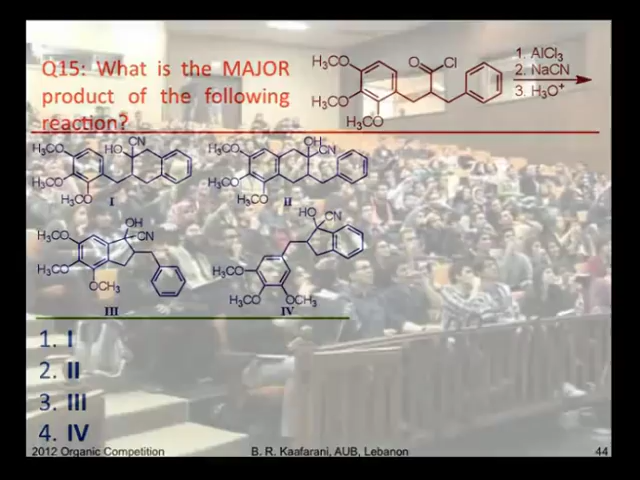 Q15: What is the MAJOR
product of the following
reaction?
H₃CO
H₃CO
H₃CO
O
Cl
1. AlCl₃
2. NaCN
3. H₃O⁺
H₃CO
H₃CO
H₃CO
HO
CN
I
H₃CO
H₃CO
H₃CO
OH
CN
II
H₃CO
H₃CO
OCH₃
OH
CN
III
HO
CN
H₃CO
H₃CO
OCH₃
IV
1. I
2. II
3. III
4. IV
2012 Organic Competition B. R. Kaafarani, AUB, Lebanon 44